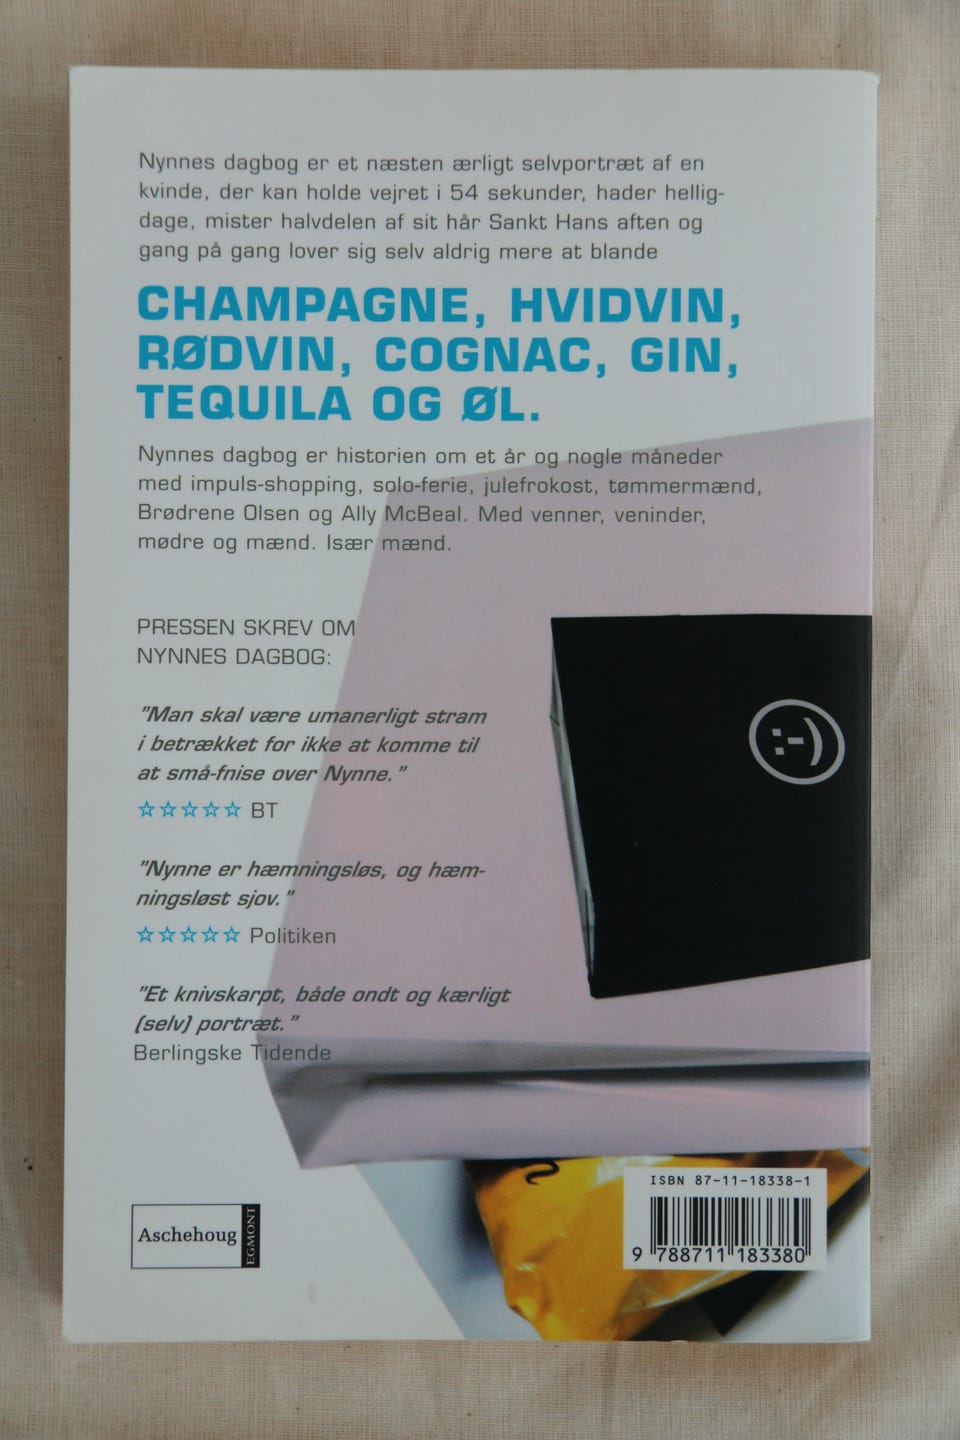 Nynnes dagbog er et næsten ærligt selvportræt af en
kvinde, der kan holde vejret i 54 sekunder, hader hellig-
dage, mister halvdelen af sit hår Sankt Hans aften og
gang på gang lover sig selv aldrig mere at blande
CHAMPAGNE, HVIDVIN,
RØDVIN, COGNAC, GIN,
TEQUILA OG ØL.
Nynnes dagbog er historien om et år og nogle måneder
med impuls-shopping, solo-ferie, julefrokost, tømmermænd,
Brødrene Olsen og Ally McBeal. Med venner, veninder,
mødre og mænd. Især mænd.
PRESSEN SKREV OM
NYNNES DAGBOG:
"Man skal være umanerligt stram
i betrækket for ikke at komme til
at små-fnise over Nynne."
☆☆☆☆☆ BT
"Nynne er hæmningsløs, og hæm-
ningsløst sjov."
☆☆☆☆☆ Politiken
"Et knivskarpt, både ondt og kærligt
(selv) portræt."
Berlingske Tidende
:-)
Aschehoug
EGMONT
ISBN 87-11-18338-1
9 788711 183380